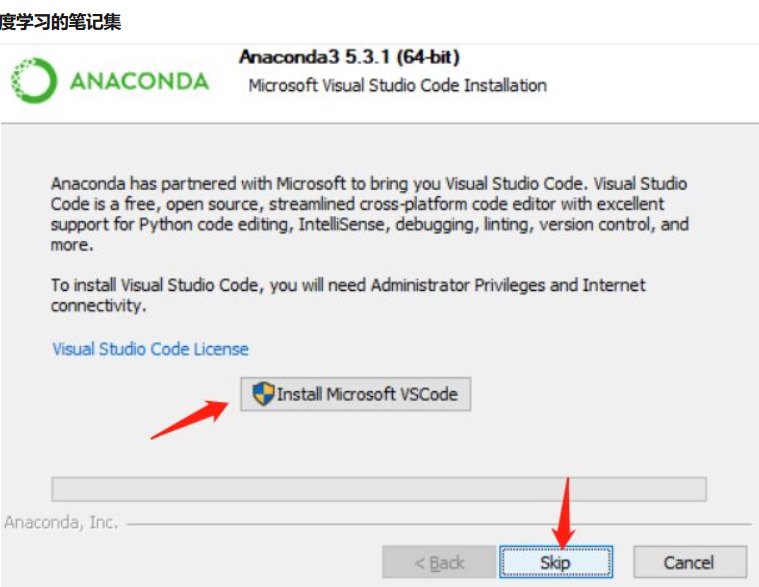 度学习的笔记集
Anaconda3 5.3.1 (64-bit)
ANACONDA
Microsoft Visual Studio Code Installation
Anaconda has partnered with Microsoft to bring you Visual Studio Code. Visual Studio
Code is a free, open source, streamlined cross-platform code editor with excellent
support for Python code editing, IntelliSense, debugging, linting, version control, and
more.
To install Visual Studio Code, you will need Administrator Privileges and Internet
connectivity.
Visual Studio Code License
Install Microsoft VSCode
Anaconda, Inc.
< Back
Skip
Cancel